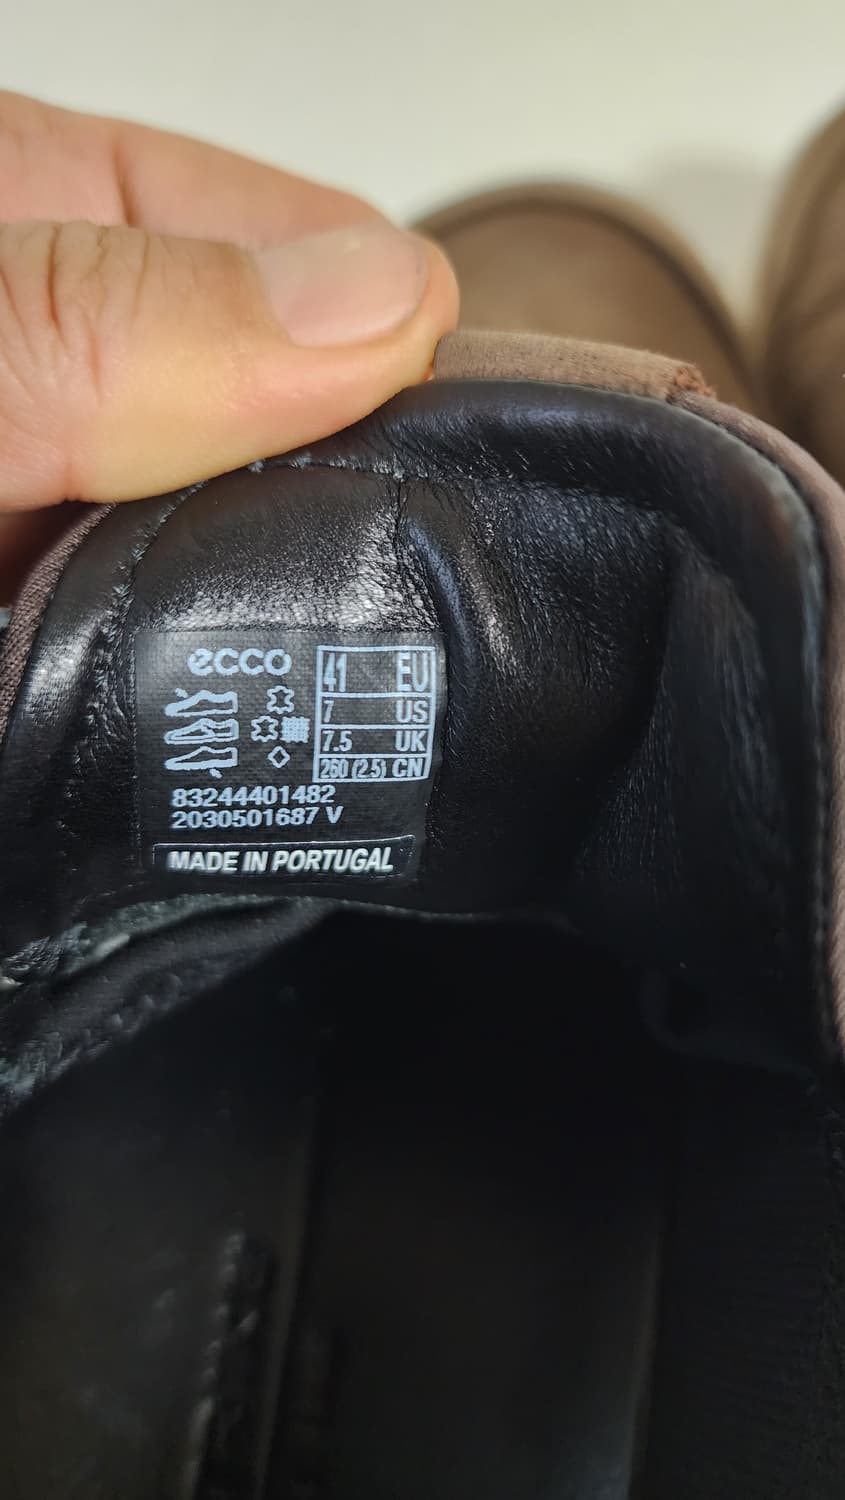 ecco
41 EU
7 US
7.5 UK
260 (2.5) CN
83244401482
2030501687 V
MADE IN PORTUGAL